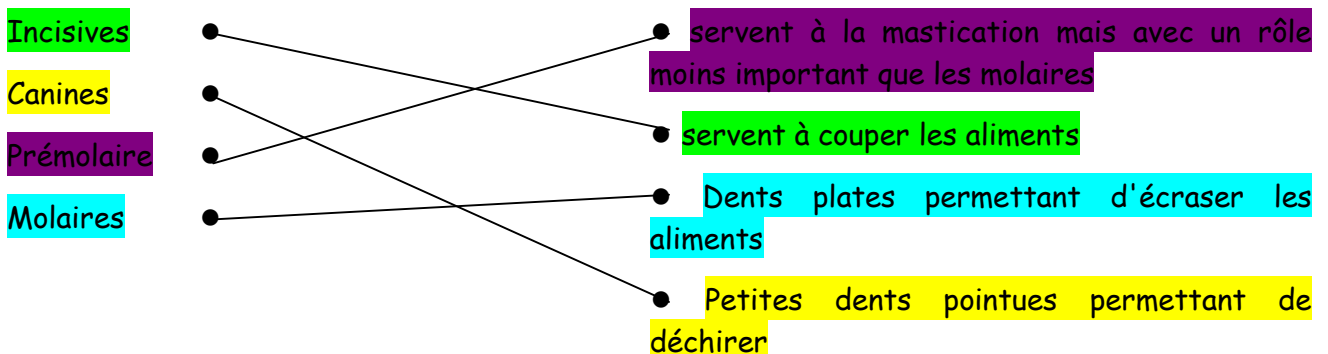 Incisives
Canines
Prémolaire
Molaires
● servent à la mastication mais avec un rôle
moins important que les molaires
● servent à couper les aliments
● Dents plates permettant d'écraser les
aliments
● Petites dents pointues permettant de
déchirer